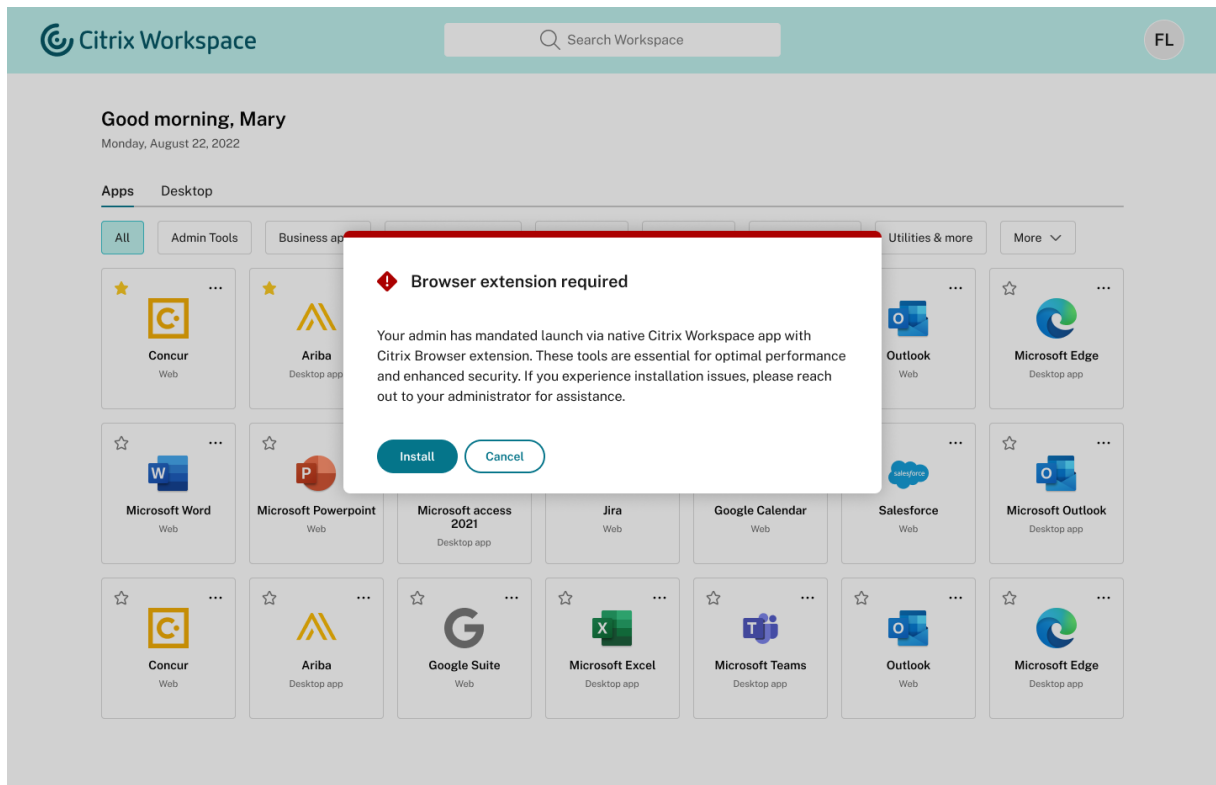 Citrix Workspace
Search Workspace
FL
Good morning, Mary
Monday, August 22, 2022
Apps Desktop
All Admin Tools Business Utilities & more More
Browser extension required
Your admin has mandated launch via native Citrix Workspace app with
Citrix Browser extension. These tools are essential for optimal performance
and enhanced security. If you experience installation issues, please reach
out to your administrator for assistance.
Install Cancel
Concur Ariba Outlook Microsoft Edge
Web Desktop app Web Desktop app
W P salesforce O
Microsoft Word Microsoft Powerpoint Microsoft access Jira Google Calendar Salesforce Microsoft Outlook
2021
Web Web Desktop app Web Web Web Desktop app
C G X T O
Concur Ariba Google Suite Microsoft Excel Microsoft Teams Outlook Microsoft Edge
Web Desktop app Web Desktop app Desktop app Web Desktop app